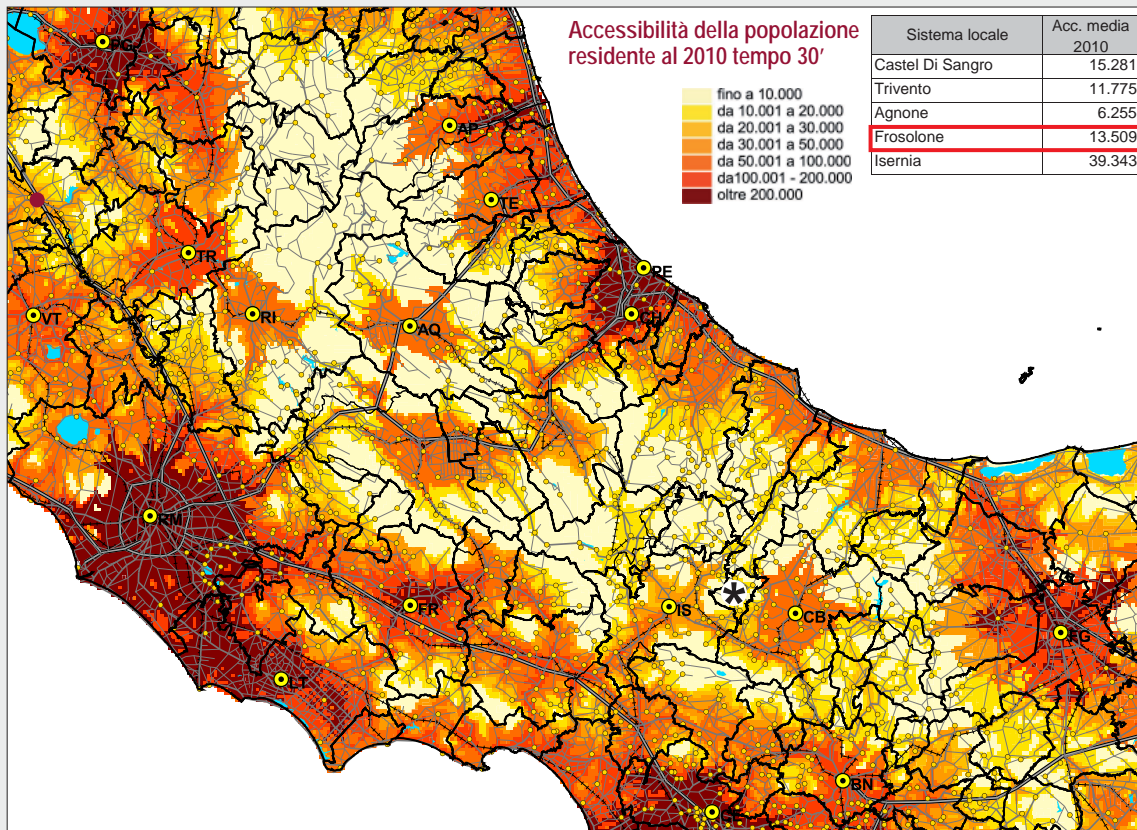 Accessibilità della popolazione
residente al 2010 tempo 30'
fino a 10.000
da 10.001 a 20.000
da 20.001 a 30.000
da 30.001 a 50.000
da 50.001 a 100.000
da100.001 - 200.000
oltre 200.000
Sistema locale Acc. media 2010
Castel Di Sangro 15.281
Trivento 11.775
Agnone 6.255
Frosolone 13.509
Isernia 39.343
PG
AP
TE
TR
PE
VT
RI
AQ
CH
RM
FR
IS
*
CB
FG
LT
BN
CE